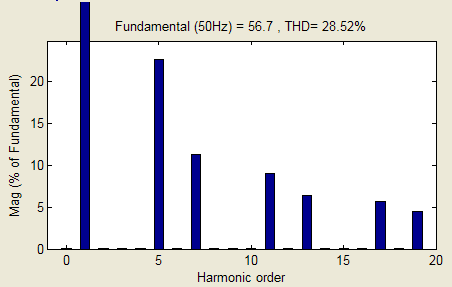 Fundamental (50Hz) = 56.7 , THD= 28.52%
Mag (% of Fundamental)
20
15
10
5
0
0 5 10 15 20
Harmonic order